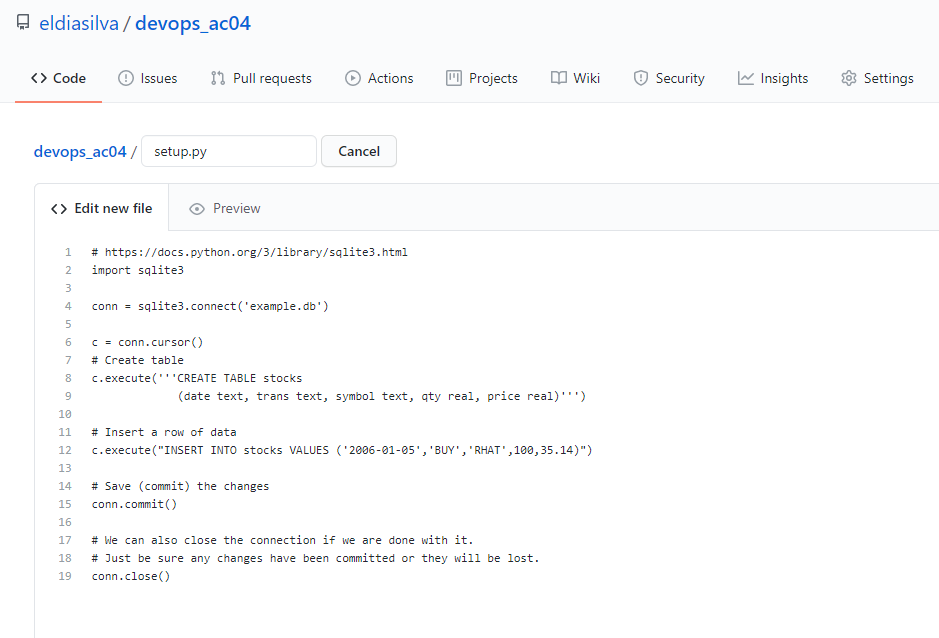 eldiasilva / devops_ac04
Code Issues Pull requests Actions Projects Wiki Security Insights Settings
devops_ac04 / setup.py Cancel
Edit new file Preview
1 # https://docs.python.org/3/library/sqlite3.html
2 import sqlite3
3
4 conn = sqlite3.connect('example.db')
5
6 c = conn.cursor()
7 # Create table
8 c.execute('''CREATE TABLE stocks
9              (date text, trans text, symbol text, qty real, price real)''')
10
11 # Insert a row of data
12 c.execute("INSERT INTO stocks VALUES ('2006-01-05','BUY','RHAT',100,35.14)")
13
14 # Save (commit) the changes
15 conn.commit()
16
17 # We can also close the connection if we are done with it.
18 # Just be sure any changes have been committed or they will be lost.
19 conn.close()